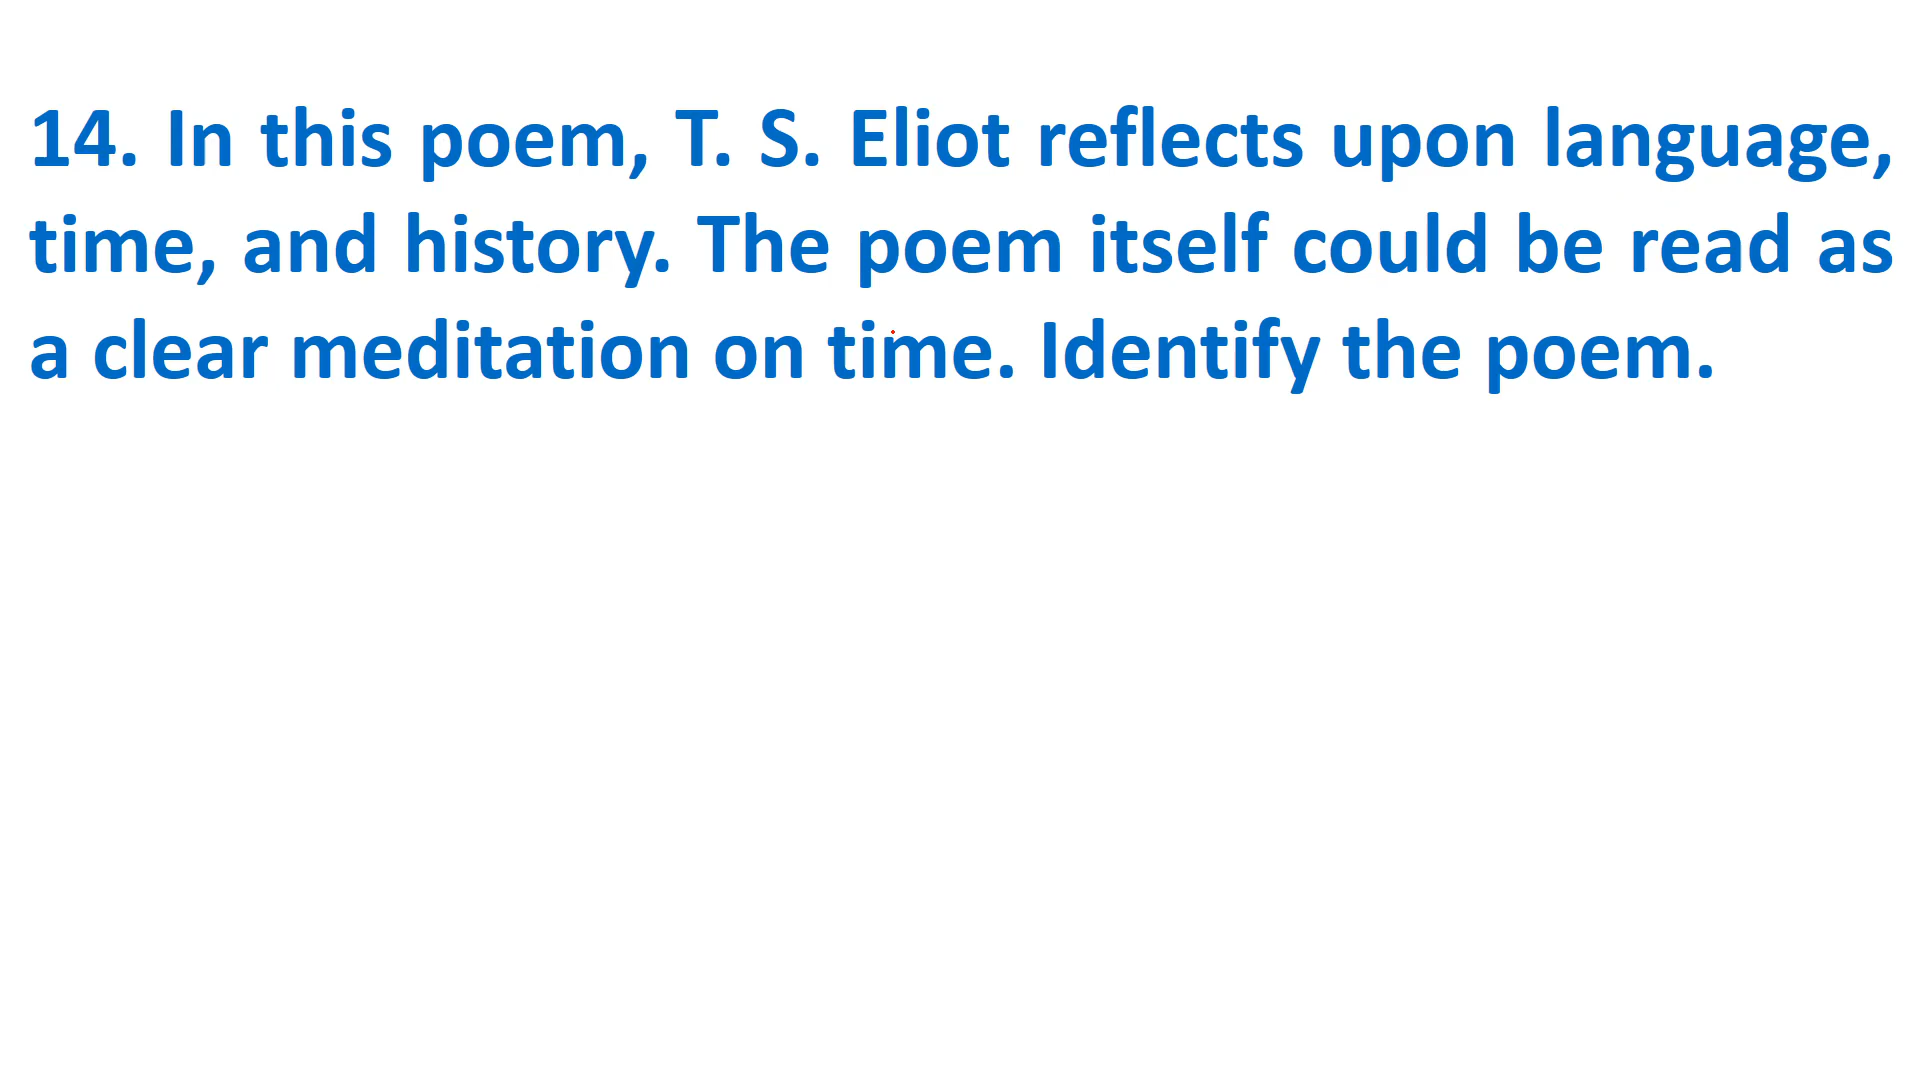 14. In this poem, T. S. Eliot reflects upon language,
time, and history. The poem itself could be read as
a clear meditation on time. Identify the poem.